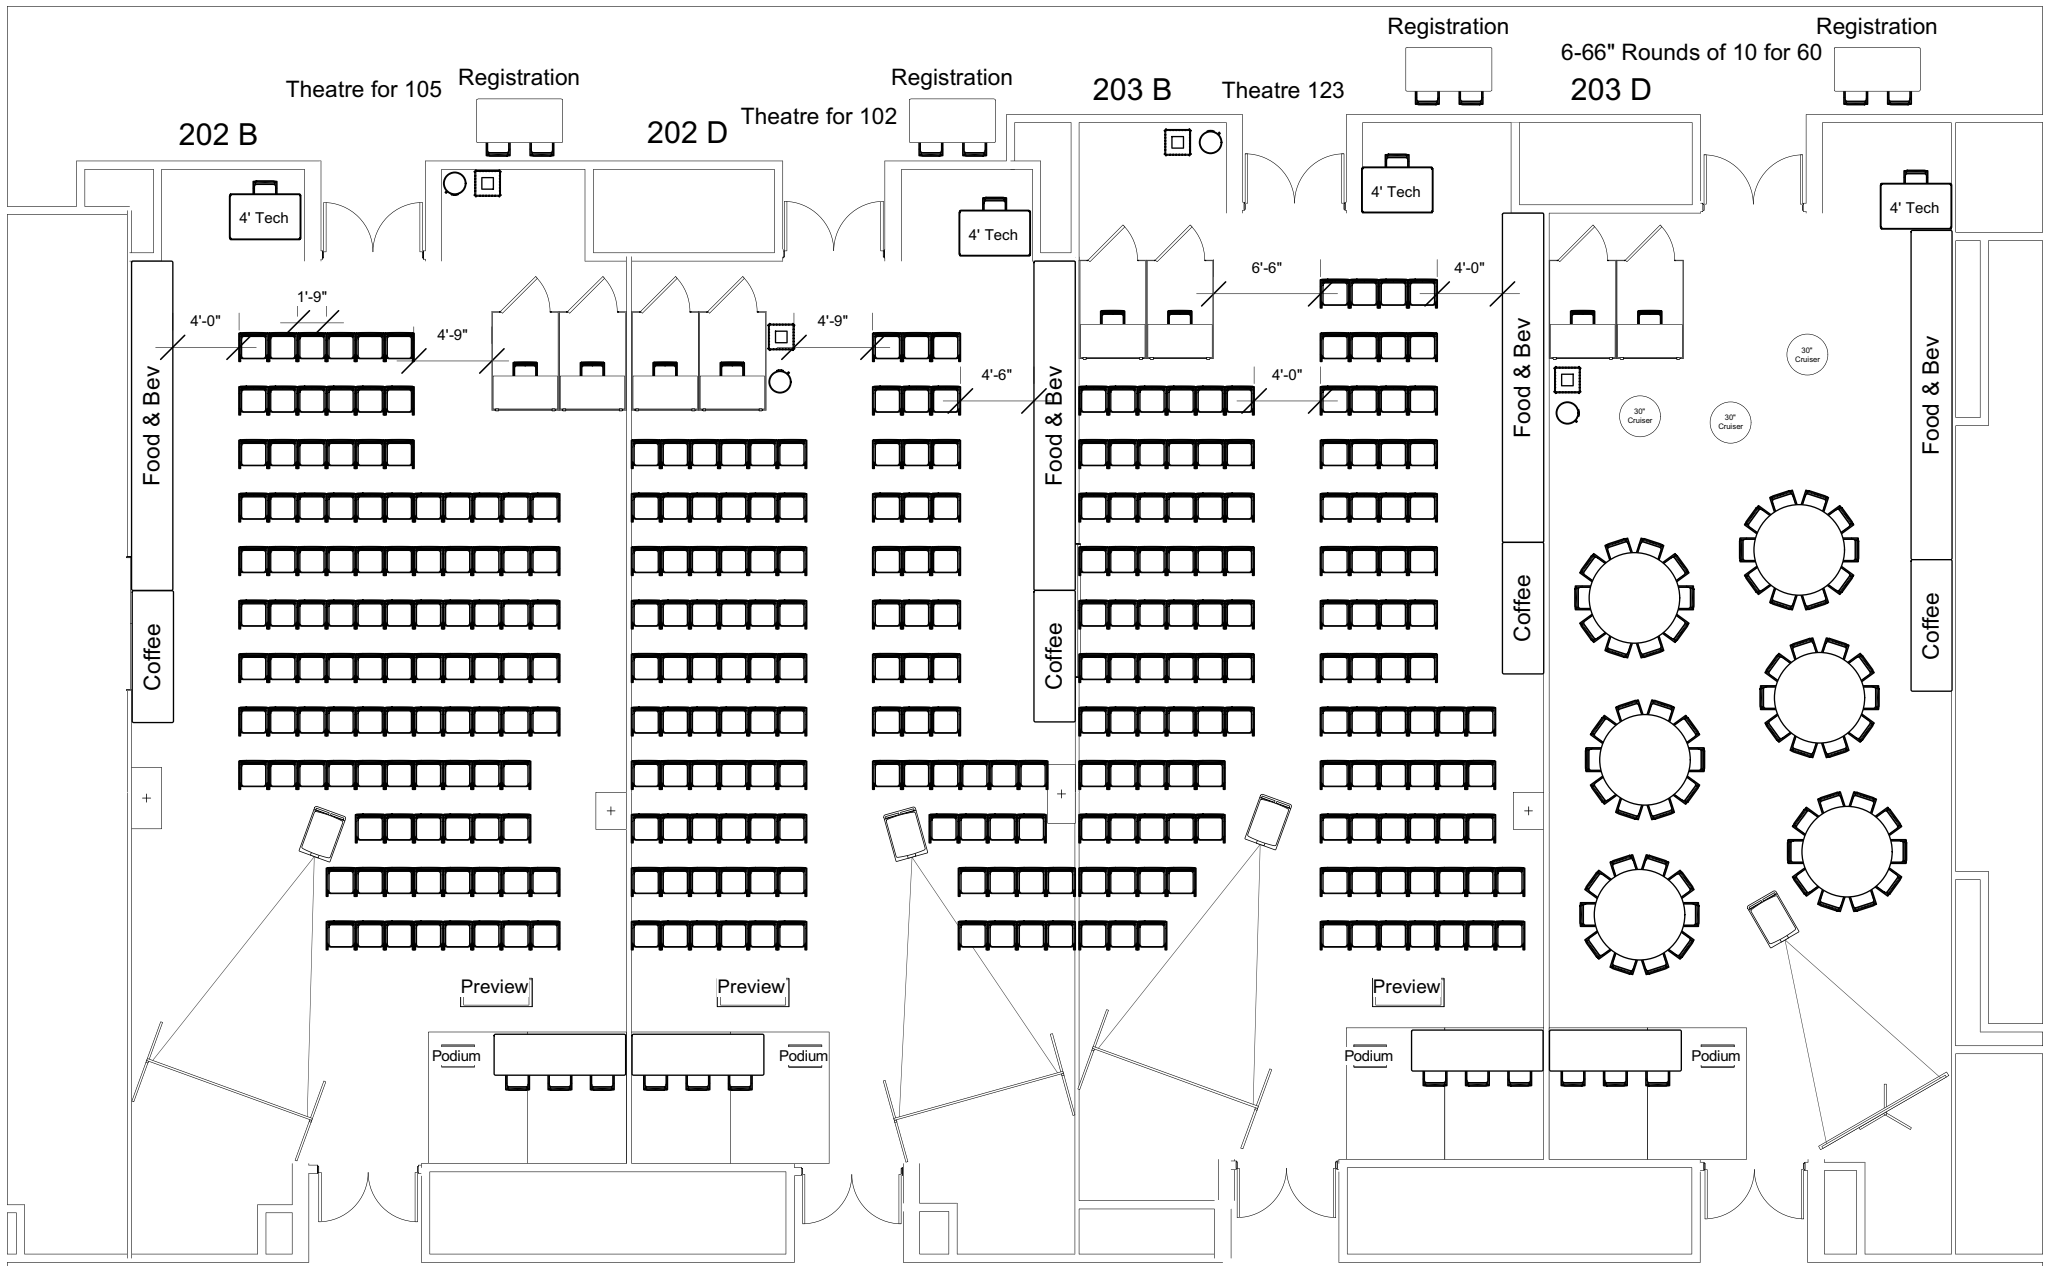 Registration
Registration
6-66" Rounds of 10 for 60
Registration
Registration
Theatre for 105
203 B
Theatre 123
203 D
Theatre for 102
202 B
202 D
4' Tech
4' Tech
4' Tech
4' Tech
6'-6"
4'-0"
1'-9"
4'-0"
4'-9"
4'-9"
4'-6"
4'-0"
30"
Cruiser
30"
Cruiser
30"
Cruiser
Food & Bev
Food & Bev
Food & Bev
Food & Bev
Coffee
Coffee
Coffee
Coffee
Preview
Preview
Preview
Podium
Podium
Podium
Podium